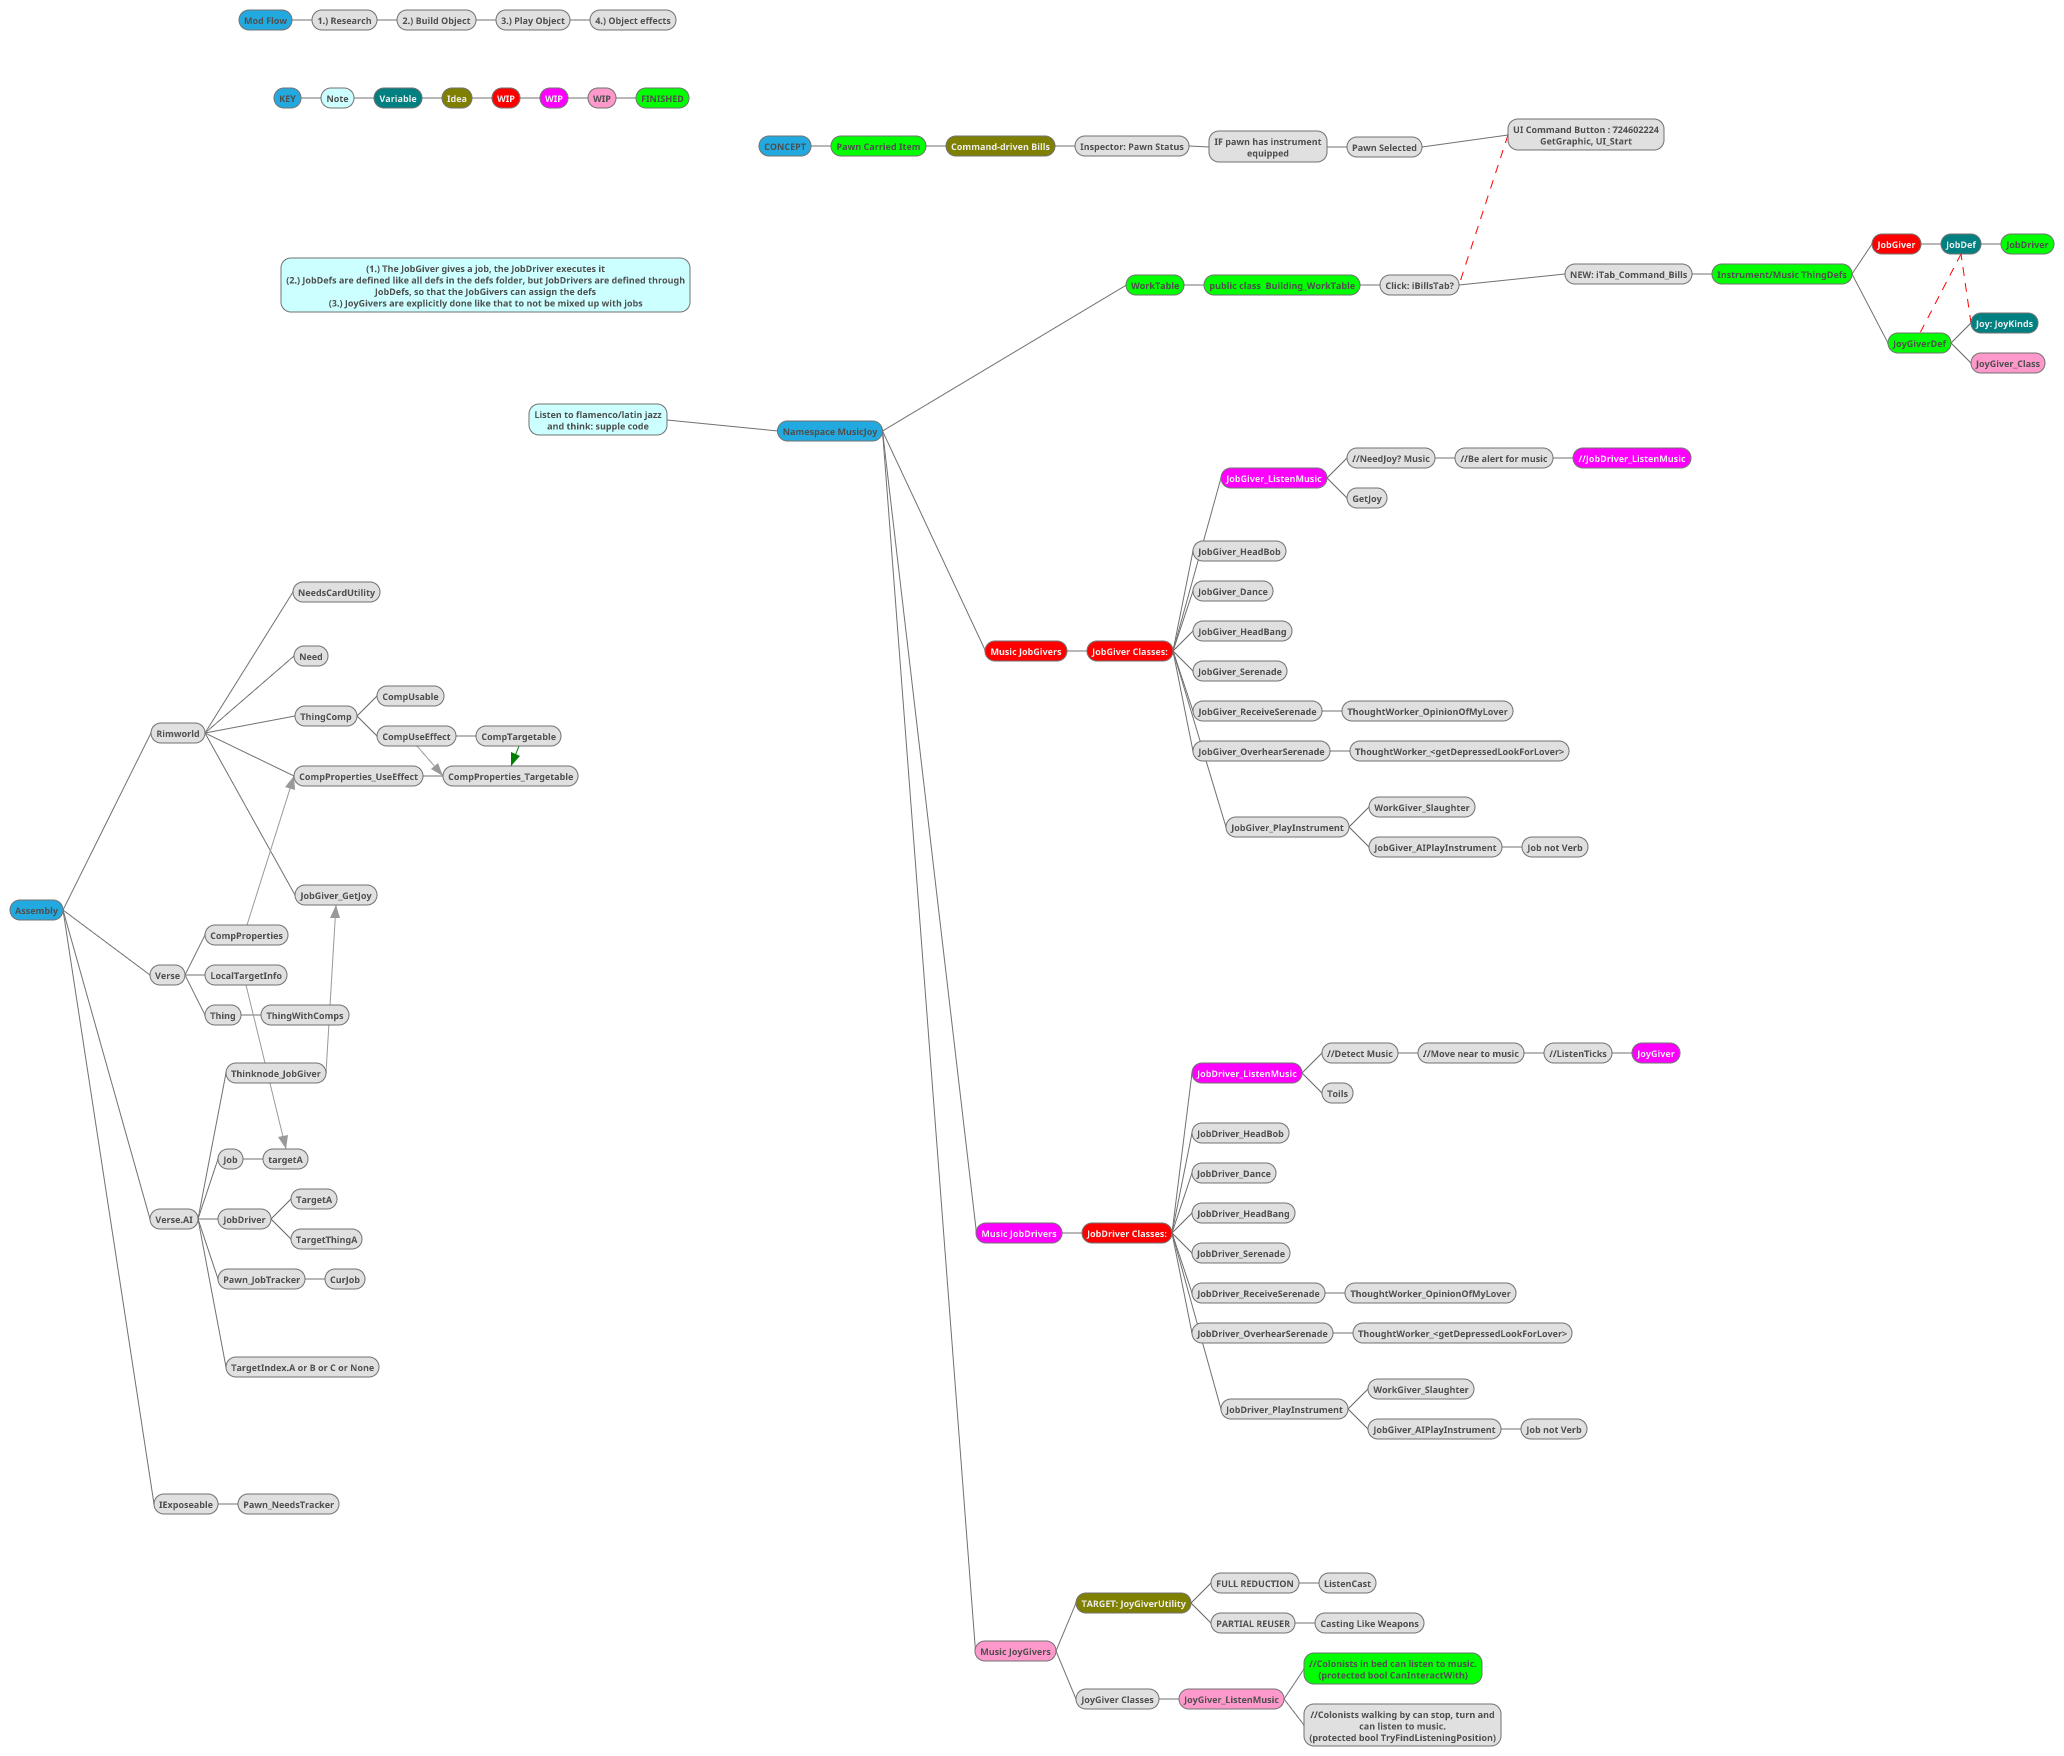 Mod Flow
1.) Research
2.) Build Object
3.) Play Object
4.) Object effects
KEY
Note
Variable
Idea
WIP
WIP
WIP
FINISHED
CONCEPT
Pawn Carried Item
Command-driven Bills
Inspector: Pawn Status
IF pawn has instrument
equipped
Pawn Selected
UI Command Button : 724602224
GetGraphic, UI_Start
(1.) The JobGiver gives a job, the JobDriver executes it
(2.) JobDefs are defined like all defs in the defs folder, but JobDrivers are defined through
JobDefs, so that the JobGivers can assign the defs
(3.) JoyGivers are explicitly done like that to not be mixed up with jobs
WorkTable
public class  Building_WorkTable
Click: iBillsTab?
NEW: iTab_Command_Bills
Instrument/Music ThingDefs
JobGiver
JobDef
JobDriver
JoyGiverDef
Joy: JoyKinds
JoyGiver_Class
Listen to flamenco/latin jazz
and think: supple code
Namespace MusicJoy
Music JobGivers
JobGiver Classes:
JobGiver_ListenMusic
//NeedJoy? Music
//Be alert for music
//JobDriver_ListenMusic
GetJoy
JobGiver_HeadBob
JobGiver_Dance
JobGiver_HeadBang
JobGiver_Serenade
JobGiver_ReceiveSerenade
ThoughtWorker_OpinionOfMyLover
JobGiver_OverhearSerenade
ThoughtWorker_<getDepressedLookForLover>
JobGiver_PlayInstrument
WorkGiver_Slaughter
JobGiver_AIPlayInstrument
Job not Verb
Assembly
Rimworld
NeedsCardUtility
Need
ThingComp
CompUsable
CompUseEffect
CompTargetable
CompProperties_UseEffect
CompProperties_Targetable
JobGiver_GetJoy
Verse
CompProperties
LocalTargetInfo
Thing
ThingWithComps
Verse.AI
Thinknode_JobGiver
Job
targetA
JobDriver
TargetA
TargetThingA
Pawn_JobTracker
CurJob
TargetIndex.A or B or C or None
IExposeable
Pawn_NeedsTracker
Music JobDrivers
JobDriver Classes:
JobDriver_ListenMusic
//Detect Music
//Move near to music
//ListenTicks
JoyGiver
Toils
JobDriver_HeadBob
JobDriver_Dance
JobDriver_HeadBang
JobDriver_Serenade
JobDriver_ReceiveSerenade
ThoughtWorker_OpinionOfMyLover
JobDriver_OverhearSerenade
ThoughtWorker_<getDepressedLookForLover>
JobDriver_PlayInstrument
WorkGiver_Slaughter
JobGiver_AIPlayInstrument
Job not Verb
Music JoyGivers
TARGET: JoyGiverUtility
FULL REDUCTION
ListenCast
PARTIAL REUSER
Casting Like Weapons
JoyGiver Classes
JoyGiver_ListenMusic
//Colonists in bed can listen to music.
(protected bool CanInteractWith)
//Colonists walking by can stop, turn and
can listen to music.
(protected bool TryFindListeningPosition)